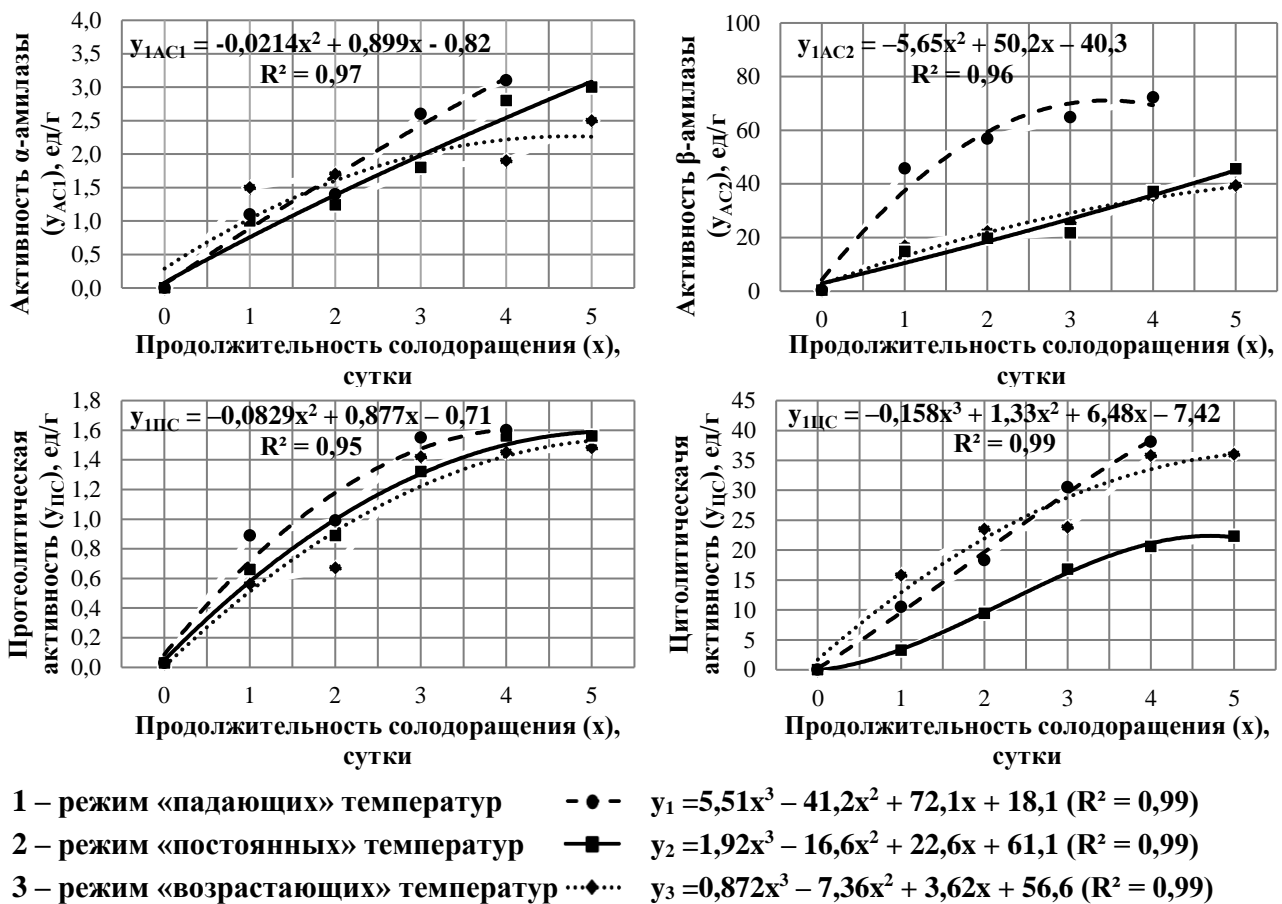 Активность α-амилазы
(уАС1), ед/г
4,0
3,5
3,0
2,5
2,0
1,5
1,0
0,5
0,0
y1АС1 = -0,0214x² + 0,899x - 0,82
R² = 0,97
0 1 2 3 4 5
Продолжительность солодоращения (x),
сутки
Активность β-амилазы
(уАС2), ед/г
100
80
60
40
20
0
y1АС2 = –5,65x² + 50,2x – 40,3
R² = 0,96
0 1 2 3 4 5
Продолжительность солодоращения (x),
сутки
Протеолитическая
активность (уПС), ед/г
1,8
1,6
1,4
1,2
1,0
0,8
0,6
0,4
0,2
0,0
y1ПС = –0,0829x² + 0,877x – 0,71
R² = 0,95
0 1 2 3 4 5
Продолжительность солодоращения (x),
сутки
Цитолитическачя
активность (уЦС), ед/г
45
40
35
30
25
20
15
10
5
0
y1ЦС = –0,158x³ + 1,33x² + 6,48x – 7,42
R² = 0,99
0 1 2 3 4 5
Продолжительность солодоращения (x),
сутки
1 – режим «падающих» температур y₁ =5,51x³ – 41,2x² + 72,1x + 18,1 (R² = 0,99)
2 – режим «постоянных» температур y₂ =1,92x³ – 16,6x² + 22,6x + 61,1 (R² = 0,99)
3 – режим «возрастающих» температур y₃ =0,872x³ – 7,36x² + 3,62x + 56,6 (R² = 0,99)